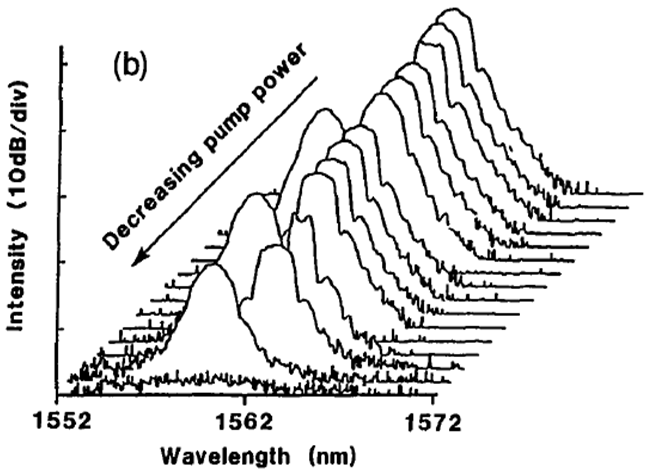 (b)
Decreasing pump power
Intensity (10dB/div)
1552
1562
1572
Wavelength (nm)